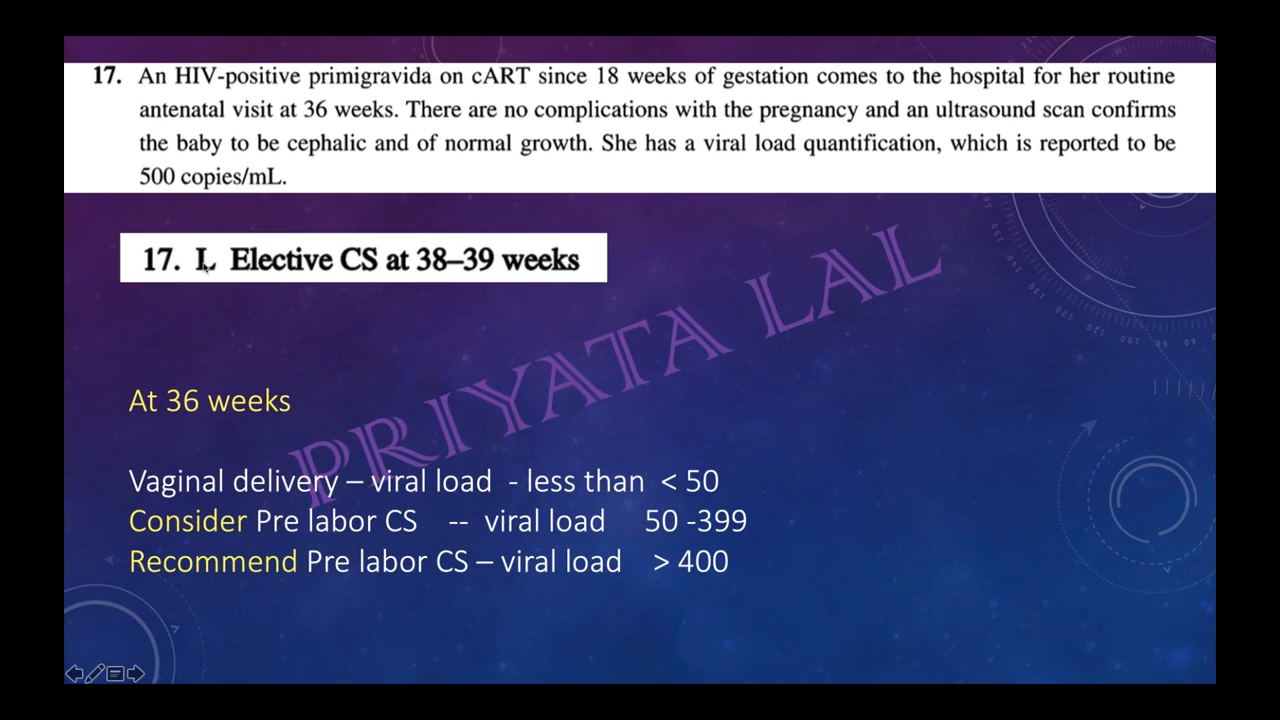 17. An HIV-positive primigravida on cART since 18 weeks of gestation comes to the hospital for her routine
antenatal visit at 36 weeks. There are no complications with the pregnancy and an ultrasound scan confirms
the baby to be cephalic and of normal growth. She has a viral load quantification, which is reported to be
500 copies/mL.
17. I. Elective CS at 38–39 weeks
PRIYATA LAL
At 36 weeks
Vaginal delivery – viral load - less than < 50
Consider Pre labor CS -- viral load 50 -399
Recommend Pre labor CS – viral load > 400